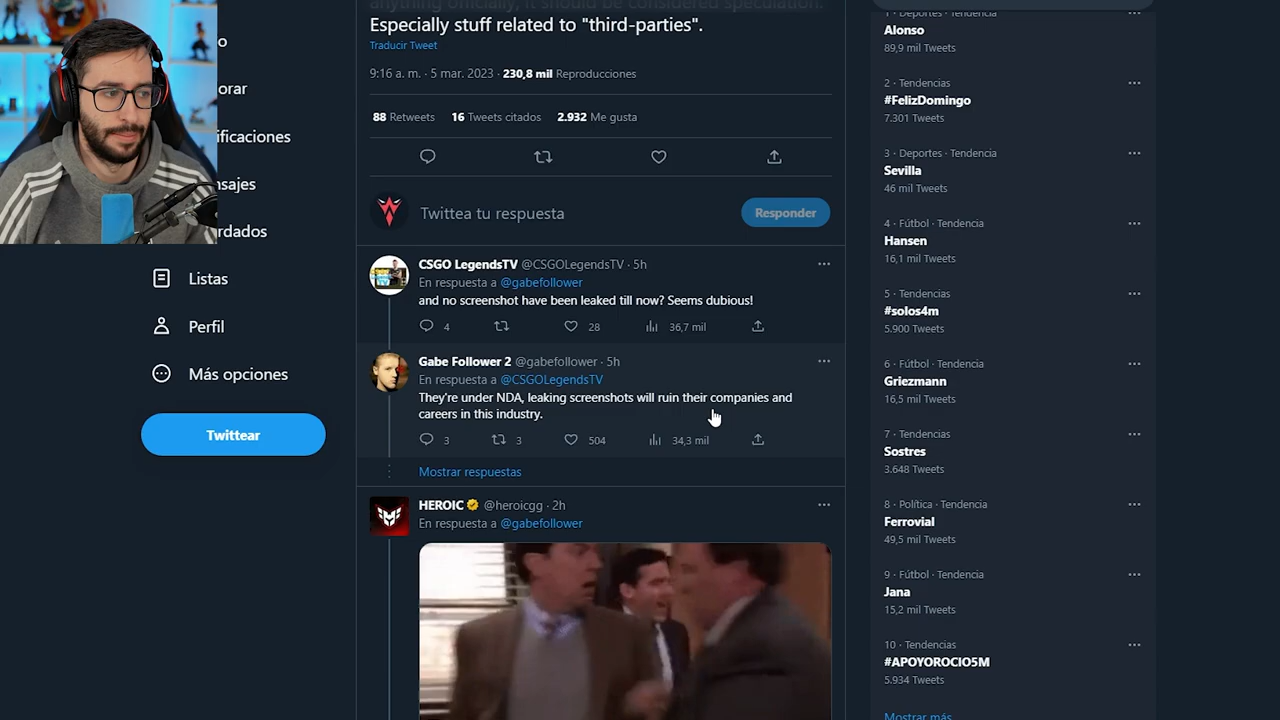 anything officially, it should be considered speculation.
Especially stuff related to "third-parties".
Traducir Tweet
9:16 a. m. · 5 mar. 2023 · 230,8 mil Reproducciones
88 Retweets 16 Tweets citados 2.932 Me gusta
Twittea tu respuesta
Responder
CSGO LegendsTV @CSGOLegendsTV · 5h
En respuesta a @gabefollower
and no screenshot have been leaked till now? Seems dubious!
4 28 36,7 mil
Gabe Follower 2 @gabefollower · 5h
En respuesta a @CSGOLegendsTV
They're under NDA, leaking screenshots will ruin their companies and
careers in this industry.
3 3 504 34,3 mil
Mostrar respuestas
HEROIC @heroicgg · 2h
En respuesta a @gabefollower
o
orar
ificaciones
nsajes
rdados
Listas
Perfil
Más opciones
Twittear
1 · Deportes · Tendencia
Alonso
89,9 mil Tweets
2 · Tendencias
#FelizDomingo
7.301 Tweets
3 · Deportes · Tendencia
Sevilla
46 mil Tweets
4 · Fútbol · Tendencia
Hansen
16,1 mil Tweets
5 · Tendencias
#solos4m
5.900 Tweets
6 · Fútbol · Tendencia
Griezmann
16,5 mil Tweets
7 · Tendencias
Sostres
3.648 Tweets
8 · Política · Tendencia
Ferrovial
49,5 mil Tweets
9 · Fútbol · Tendencia
Jana
15,2 mil Tweets
10 · Tendencias
#APOYOROCIO5M
5.934 Tweets
Mostrar más